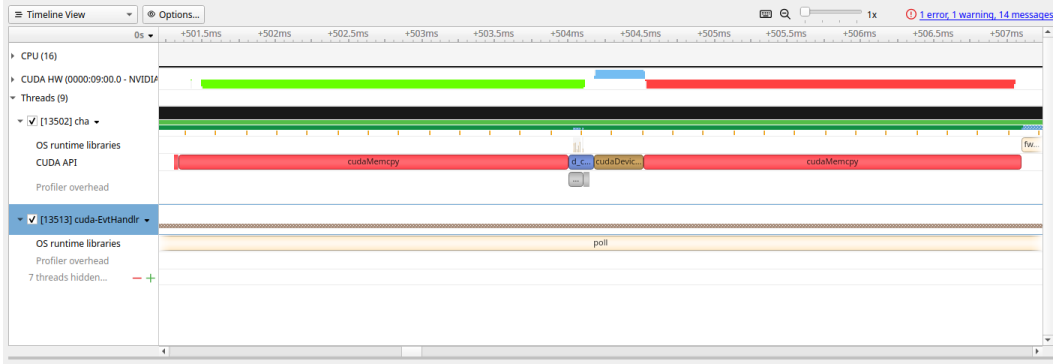 Timeline View Options... 1x 1 error, 1 warning, 14 messages
0s +501.5ms +502ms +502.5ms +503ms +503.5ms +504ms +504.5ms +505ms +505.5ms +506ms +506.5ms +507ms
CPU (16)
CUDA HW (0000:09:00.0 - NVIDIA
Threads (9)
[13502] cha
OS runtime libraries fw...
CUDA API cudaMemcpy d_c... cudaDevic... cudaMemcpy
Profiler overhead ...
[13513] cuda-EvtHandlr
OS runtime libraries poll
Profiler overhead
7 threads hidden...